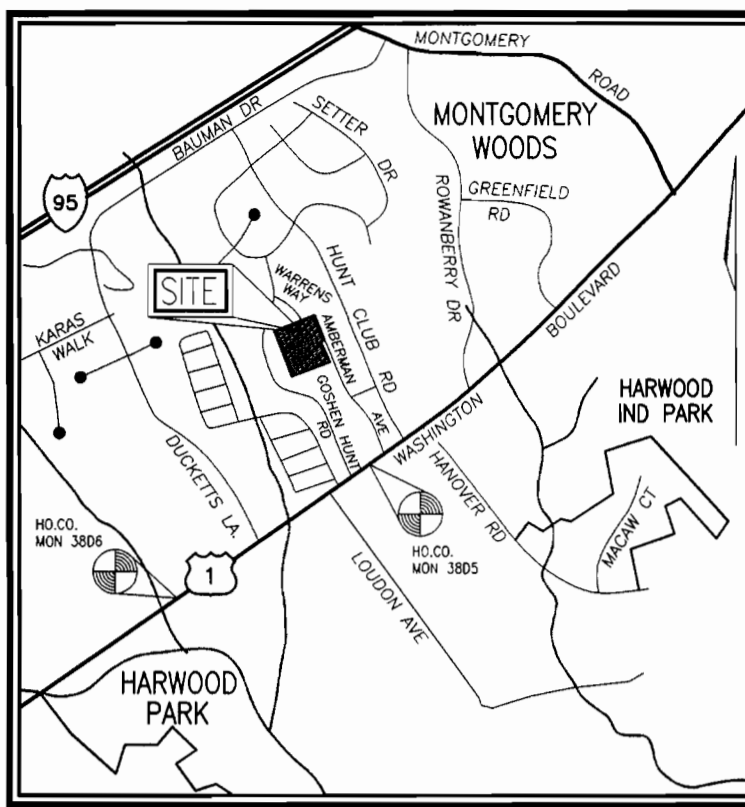 MONTGOMERY
ROAD
BAUMAN DR
SETTER
DR
MONTGOMERY
WOODS
95
ROWANBERRY DR
GREENFIELD
RD
HUNT CLUB RD
WARRENS
WAY
SITE
BOULEVARD
KARAS
WALK
AMBERMAN
AVE
GOSHEN HUNT
RD
HARWOOD
IND PARK
WASHINGTON
DUCKETTS LA.
HANOVER RD
MACAW CT
HO.CO.
MON 38D6
HO.CO.
MON 38D5
1
LOUDON AVE
HARWOOD
PARK